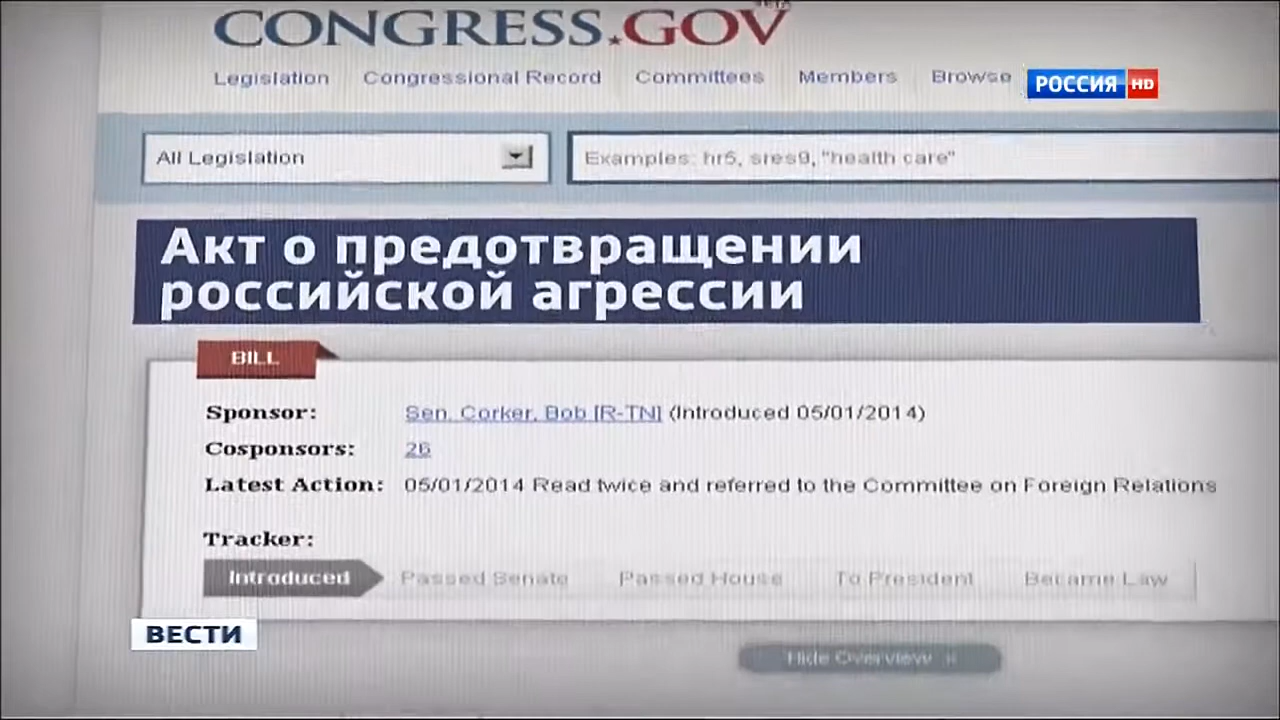 CONGRESS.GOV
BETA
Legislation Congressional Record Committees Members Browse
РОССИЯ HD
All Legislation
Examples: hr5, sres9, "health care"
Акт о предотвращении
российской агрессии
BILL
Sponsor: Sen. Corker, Bob [R-TN] (Introduced 05/01/2014)
Cosponsors: 26
Latest Action: 05/01/2014 Read twice and referred to the Committee on Foreign Relations
Tracker:
Introduced Passed Senate Passed House To President Became Law
ВЕСТИ
Hide Overview